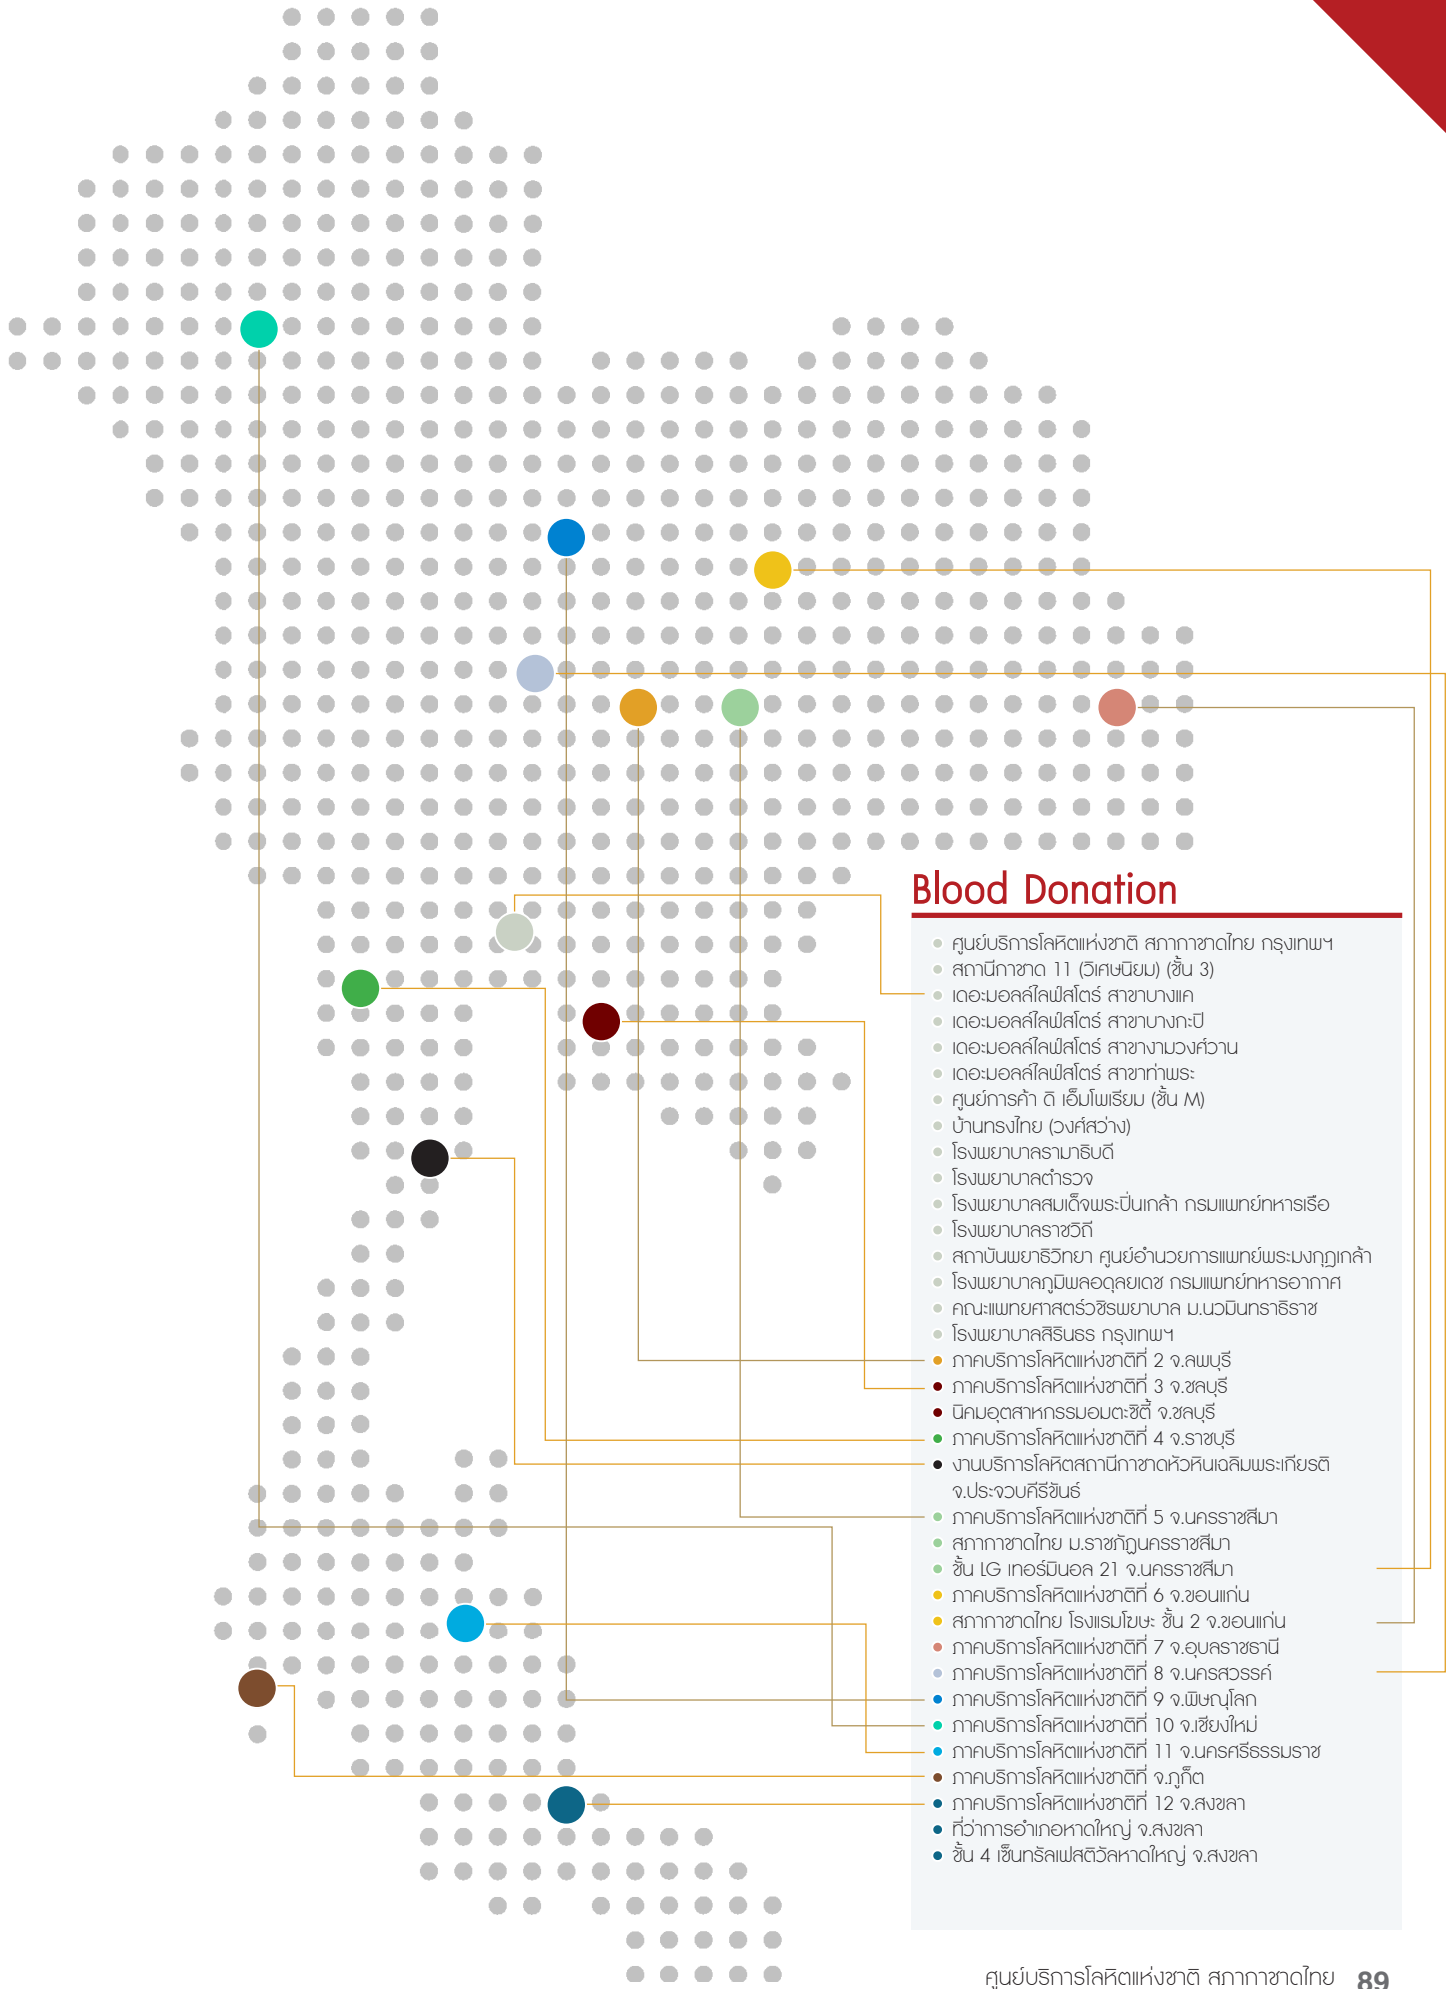 Blood Donation
ศูนย์บริการโลหิตแห่งชาติ สภากาชาดไทย กรุงเทพฯ
สถานีกาชาด 11 (วิเศษนิยม) (ชั้น 3)
เดอะมอลล์ไลฟ์สโตร์ สาขาบางแค
เดอะมอลล์ไลฟ์สโตร์ สาขาบางกะปิ
เดอะมอลล์ไลฟ์สโตร์ สาขางามวงศ์วาน
เดอะมอลล์ไลฟ์สโตร์ สาขาท่าพระ
ศูนย์การค้า ดิ เอ็มโพเรียม (ชั้น M)
บ้านทรงไทย (วงศ์สว่าง)
โรงพยาบาลรามาธิบดี
โรงพยาบาลตำรวจ
โรงพยาบาลสมเด็จพระปิ่นเกล้า กรมแพทย์ทหารเรือ
โรงพยาบาลราชวิถี
สถาบันพยาธิวิทยา ศูนย์อำนวยการแพทย์พระมงกุฎเกล้า
โรงพยาบาลภูมิพลอดุลยเดช กรมแพทย์ทหารอากาศ
คณะแพทยศาสตร์วชิรพยาบาล ม.นวมินทราธิราช
โรงพยาบาลสิรินธร กรุงเทพฯ
ภาคบริการโลหิตแห่งชาติที่ 2 จ.ลพบุรี
ภาคบริการโลหิตแห่งชาติที่ 3 จ.ชลบุรี
นิคมอุตสาหกรรมอมตะซิตี้ จ.ชลบุรี
ภาคบริการโลหิตแห่งชาติที่ 4 จ.ราชบุรี
งานบริการโลหิตสถานีกาชาดหัวหินเฉลิมพระเกียรติ
จ.ประจวบคีรีขันธ์
ภาคบริการโลหิตแห่งชาติที่ 5 จ.นครราชสีมา
สภากาชาดไทย ม.ราชภัฏนครราชสีมา
ชั้น LG เทอร์มินอล 21 จ.นครราชสีมา
ภาคบริการโลหิตแห่งชาติที่ 6 จ.ขอนแก่น
สภากาชาดไทย โรงแรมโฆษะ ชั้น 2 จ.ขอนแก่น
ภาคบริการโลหิตแห่งชาติที่ 7 จ.อุบลราชธานี
ภาคบริการโลหิตแห่งชาติที่ 8 จ.นครสวรรค์
ภาคบริการโลหิตแห่งชาติที่ 9 จ.พิษณุโลก
ภาคบริการโลหิตแห่งชาติที่ 10 จ.เชียงใหม่
ภาคบริการโลหิตแห่งชาติที่ 11 จ.นครศรีธรรมราช
ภาคบริการโลหิตแห่งชาติที่ จ.ภูก็ต
ภาคบริการโลหิตแห่งชาติที่ 12 จ.สงขลา
ที่ว่าการอำเภอหาดใหญ่ จ.สงขลา
ชั้น 4 เซ็นทรัลเฟสติวัลหาดใหญ่ จ.สงขลา
ศูนย์บริการโลหิตแห่งชาติ สภากาชาดไทย 89